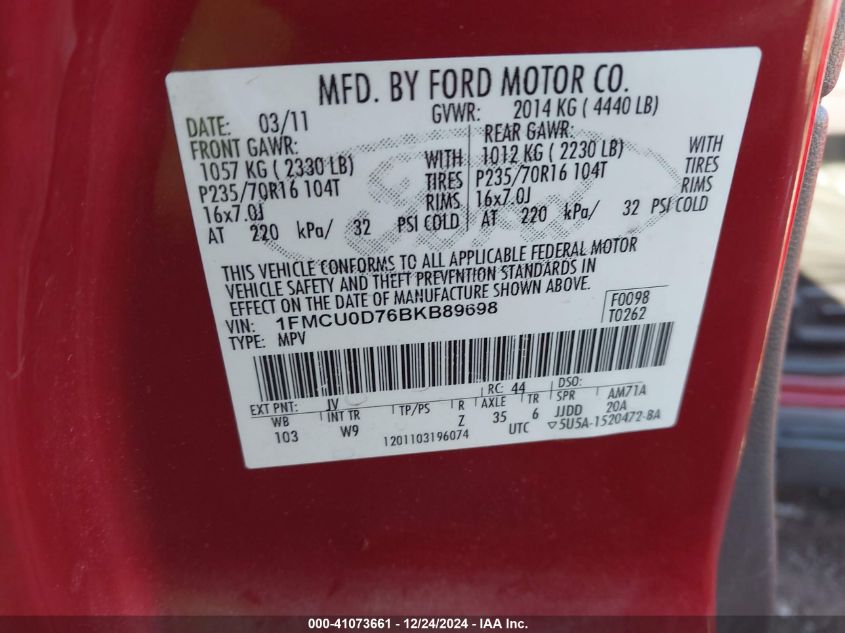 MFD. BY FORD MOTOR CO.
DATE: 03/11 GVWR: 2014 KG ( 4440 LB)
FRONT GAWR: REAR GAWR:
1057 KG ( 2330 LB) WITH 1012 KG ( 2230 LB) WITH
P235/70R16 104T TIRES P235/70R16 104T TIRES
16x7.0J RIMS 16x7.0J RIMS
AT 220 kPa/ 32 PSI COLD AT 220 kPa/ 32 PSI COLD
THIS VEHICLE CONFORMS TO ALL APPLICABLE FEDERAL MOTOR
VEHICLE SAFETY AND THEFT PREVENTION STANDARDS IN
EFFECT ON THE DATE OF MANUFACTURE SHOWN ABOVE.
VIN: 1FMCU0D76BKB89698 F0098
TYPE: MPV T0262
EXT PNT: JV RC: 44 DSO:
WB INT TR TP/PS R AXLE TR SPR AM71A
103 W9 Z 35 6 JJDD 20A
1201103196074 UTC ▽5U5A-1520472-BA
000-41073661 - 12/24/2024 - IAA Inc.